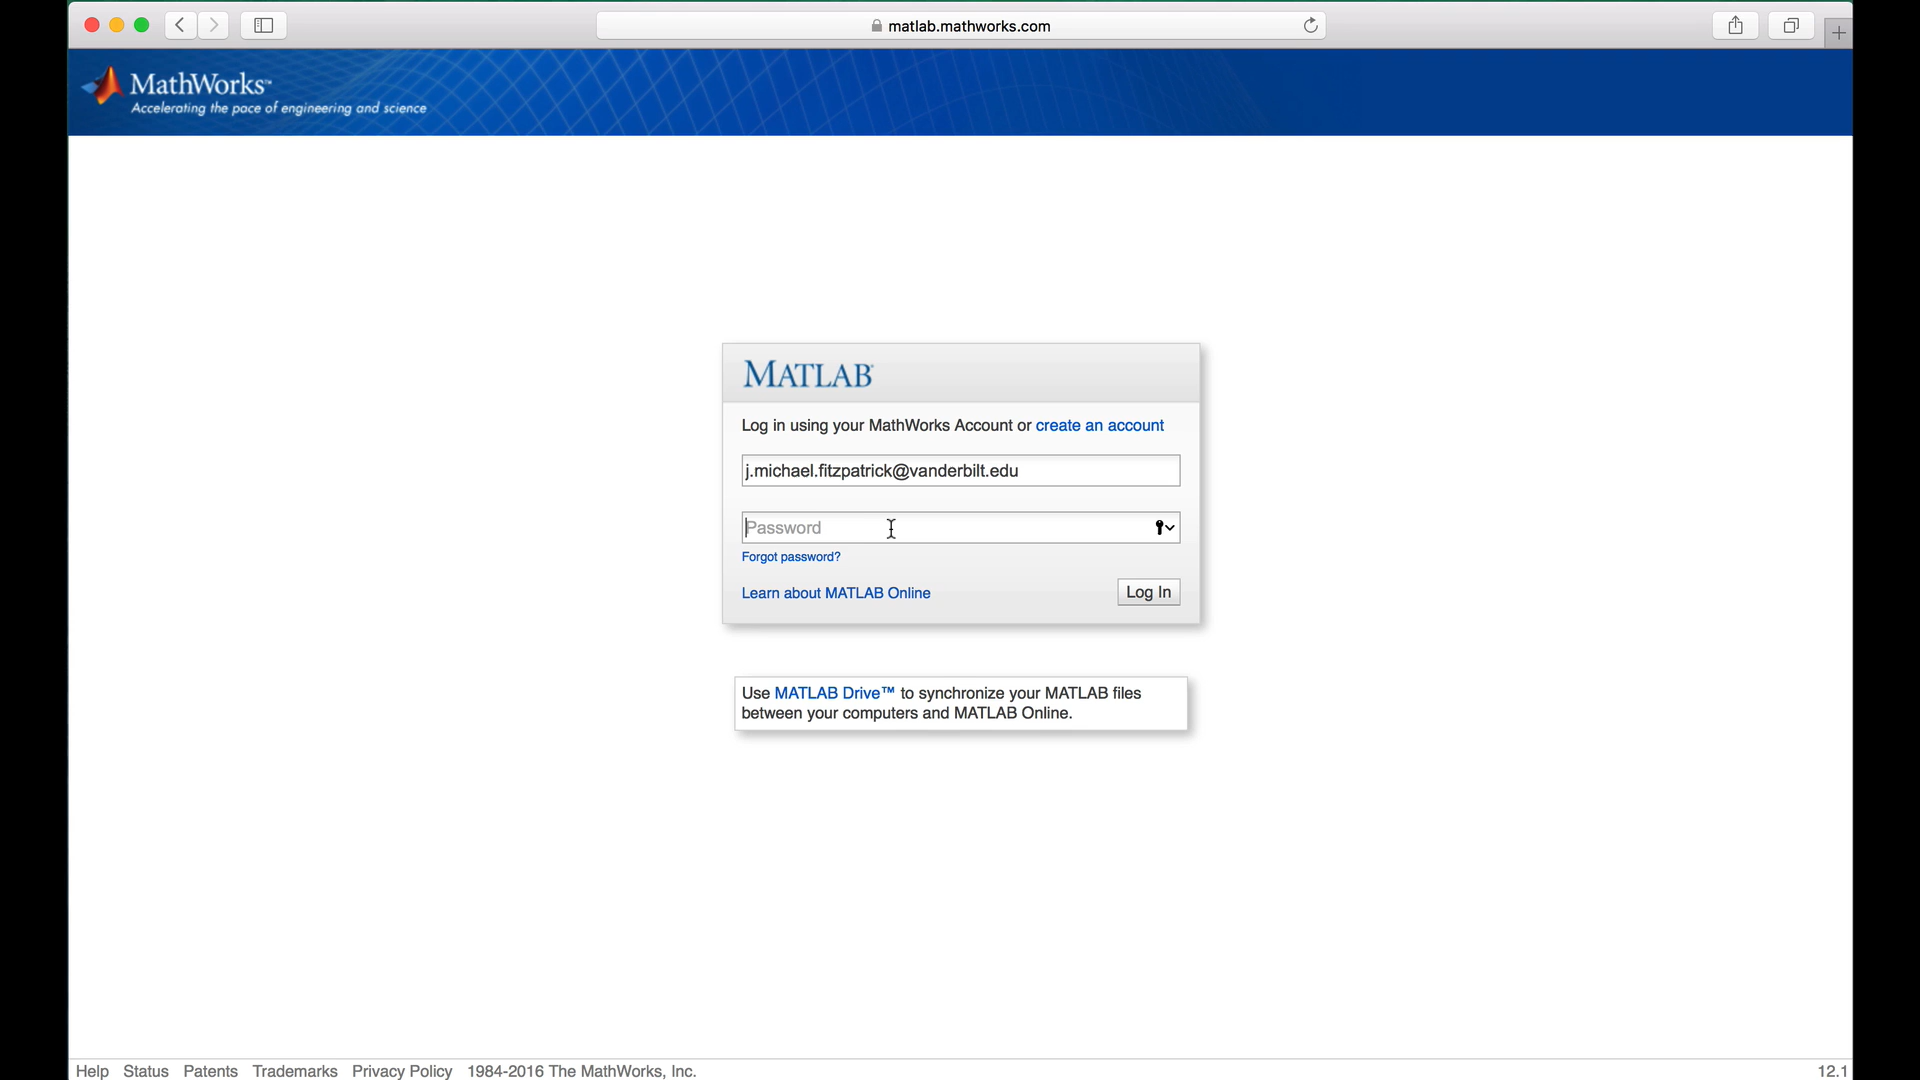 matlab.mathworks.com
MathWorks™
Accelerating the pace of engineering and science
MATLAB®
Log in using your MathWorks Account or create an account
j.michael.fitzpatrick@vanderbilt.edu
Password
Forgot password?
Learn about MATLAB Online
Log In
Use MATLAB Drive™ to synchronize your MATLAB files
between your computers and MATLAB Online.
Help Status Patents Trademarks Privacy Policy 1984-2016 The MathWorks, Inc.
12.1